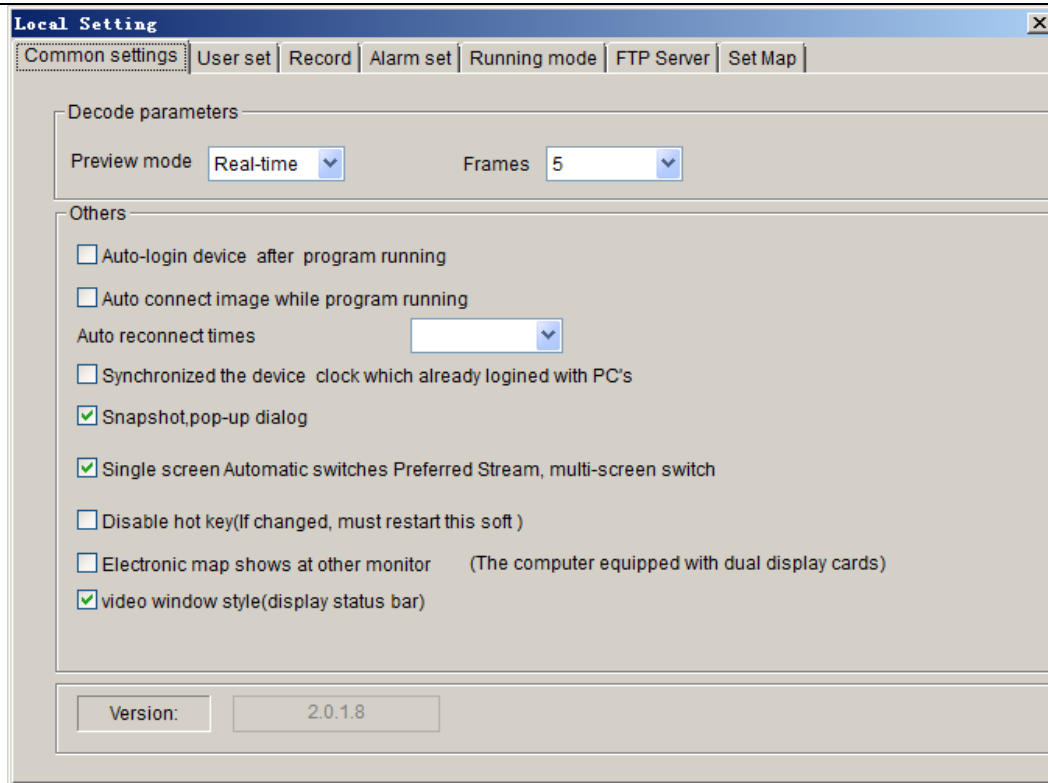 Local Setting
Common settings User set Record Alarm set Running mode FTP Server Set Map
Decode parameters
Preview mode Real-time Frames 5
Others
Auto-login device after program running
Auto connect image while program running
Auto reconnect times
Synchronized the device clock which already logined with PC's
Snapshot,pop-up dialog
Single screen Automatic switches Preferred Stream, multi-screen switch
Disable hot key(If changed, must restart this soft )
Electronic map shows at other monitor (The computer equipped with dual display cards)
video window style(display status bar)
Version: 2.0.1.8